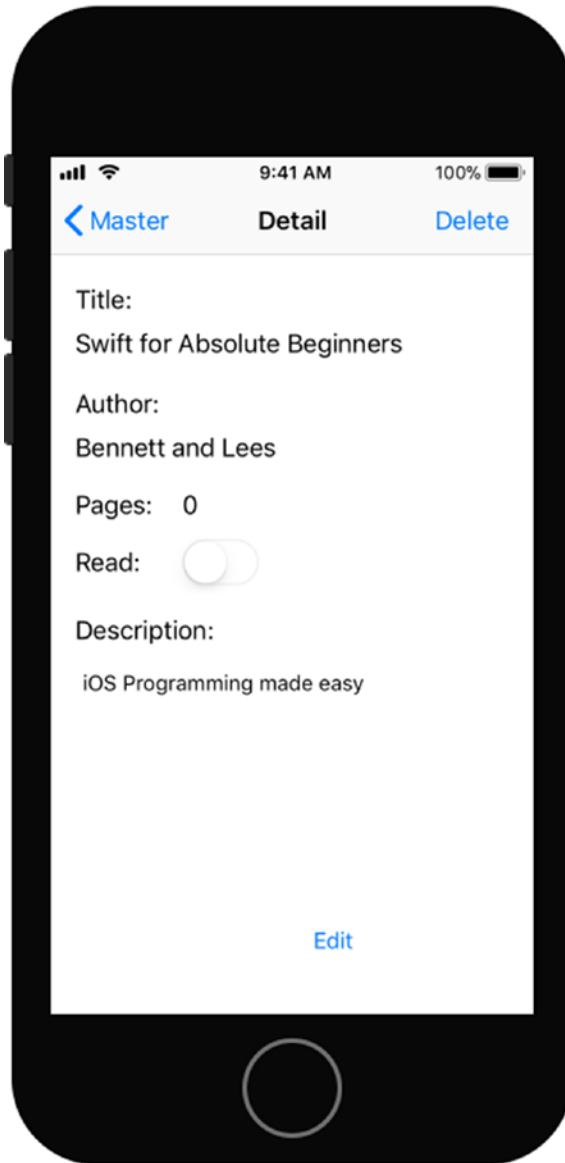 9:41 AM 100%
Master Detail Delete
Title:
Swift for Absolute Beginners
Author:
Bennett and Lees
Pages: 0
Read:
Description:
iOS Programming made easy
Edit